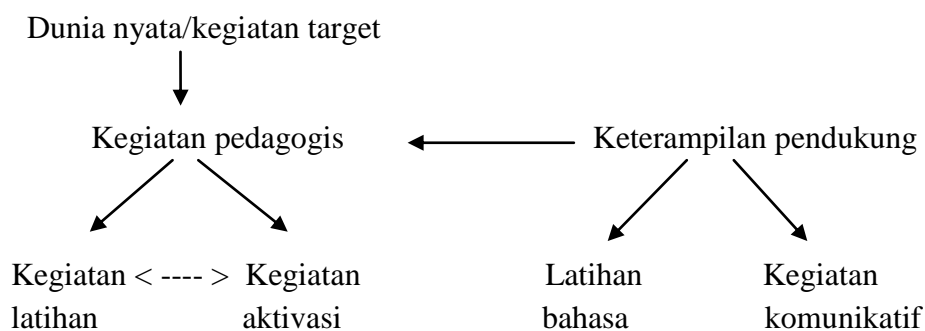 Dunia nyata/kegiatan target
Kegiatan pedagogis Keterampilan pendukung
Kegiatan < ---- > Kegiatan Latihan Kegiatan
latihan aktivasi bahasa komunikatif